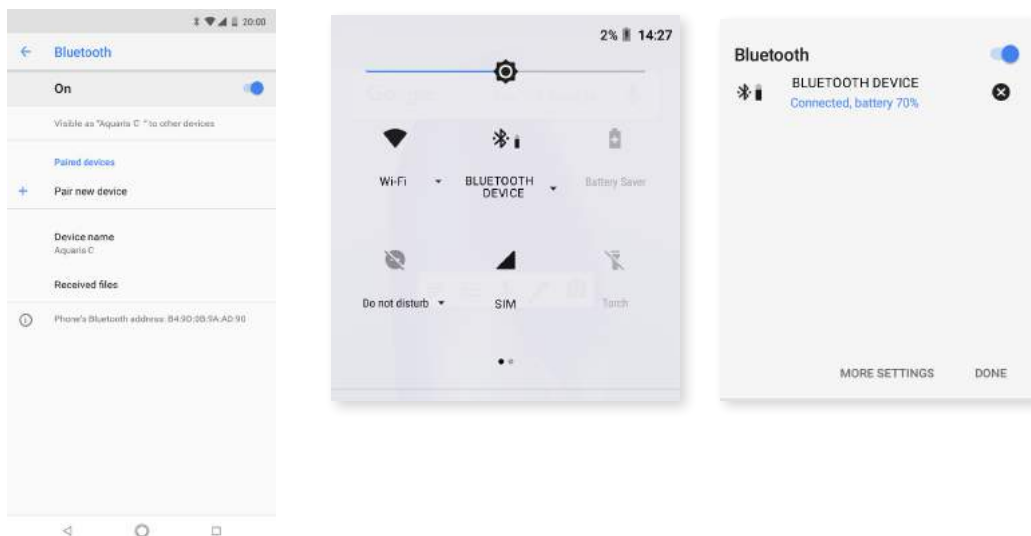 20:00
Bluetooth
On
Visible as "Aquaris C " to other devices
Paired devices
Pair new device
Device name
Aquaris C
Received files
Phone's Bluetooth address: B4:9D:0B:9A:AD:90
2% 14:27
Wi-Fi
BLUETOOTH
DEVICE
Battery Saver
Do not disturb
SIM
Torch
Bluetooth
BLUETOOTH DEVICE
Connected, battery 70%
MORE SETTINGS DONE